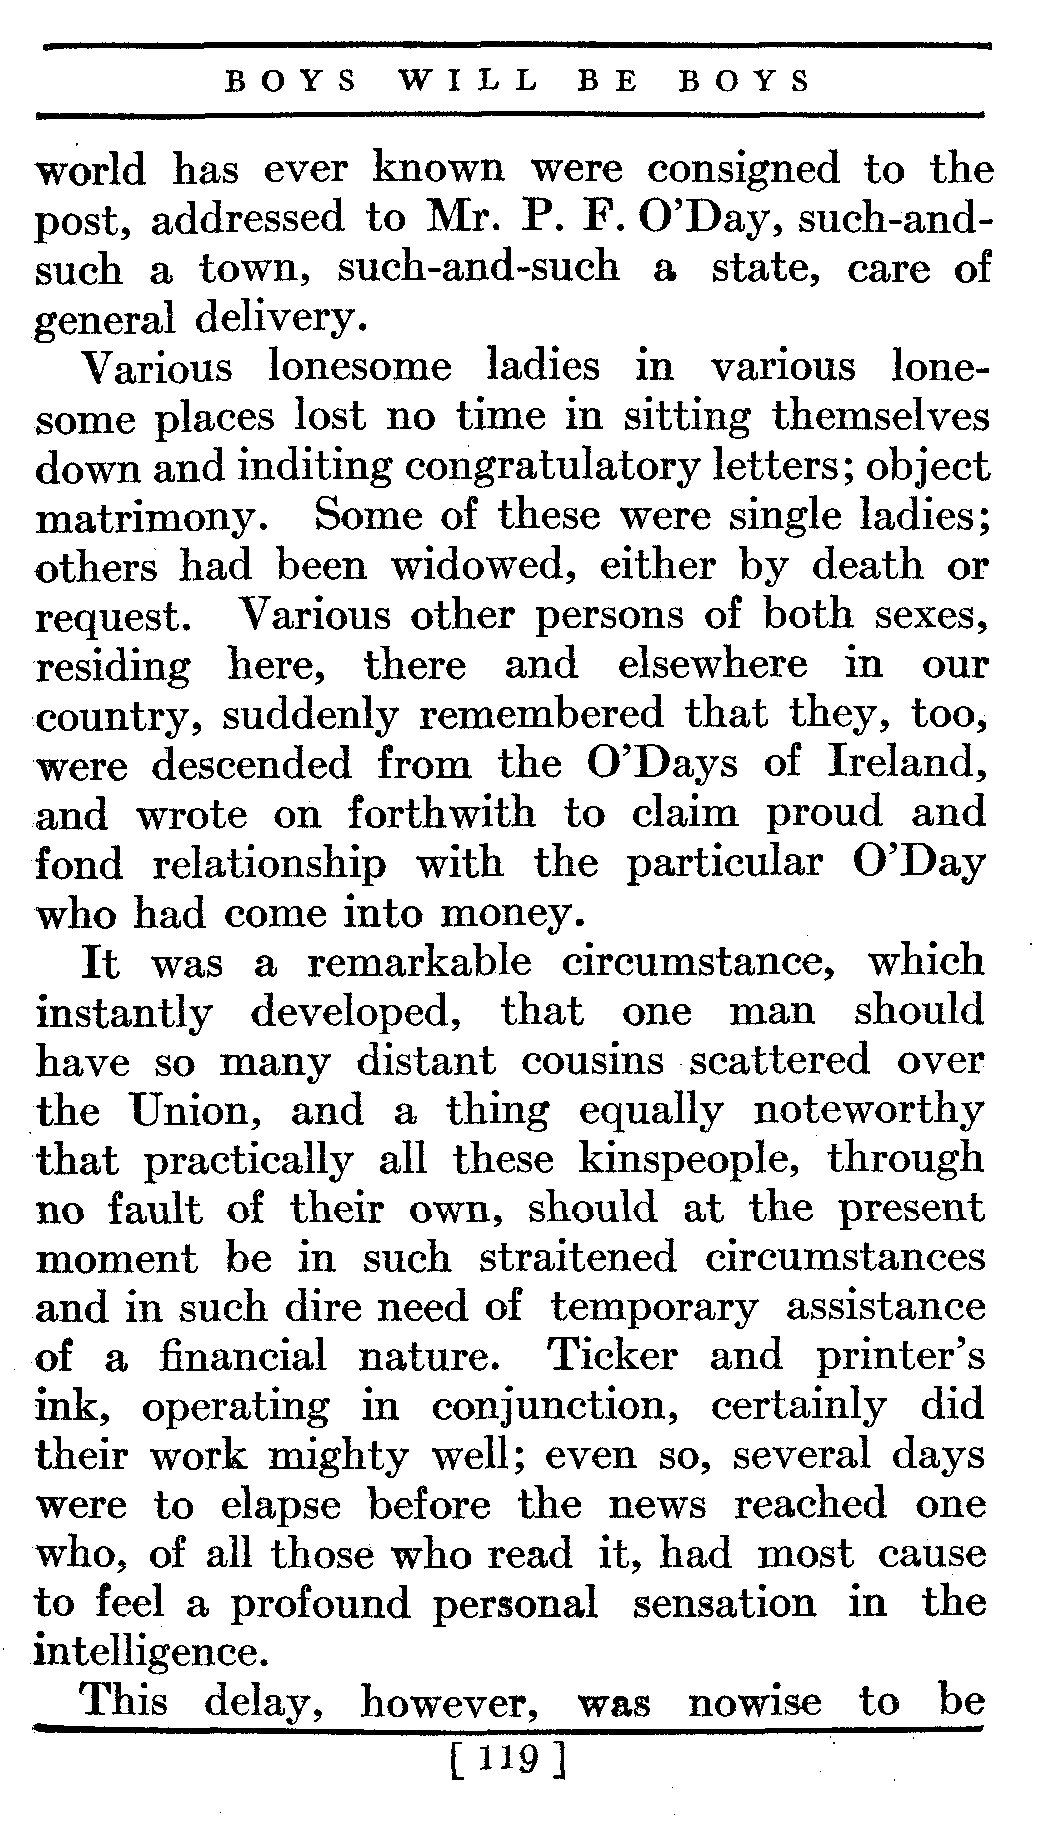 BOYS WILL BE BOYS
world has ever known were consigned to the
post, addressed to Mr. P. F. O'Day, such-and-
such a town, such-and-such a state, care of
general delivery.
Various lonesome ladies in various lone-
some places lost no time in sitting themselves
down and inditing congratulatory letters; object
matrimony. Some of these were single ladies;
others had been widowed, either by death or
request. Various other persons of both sexes,
residing here, there and elsewhere in our
country, suddenly remembered that they, too,
were descended from the O'Days of Ireland,
and wrote on forthwith to claim proud and
fond relationship with the particular O'Day
who had come into money.
It was a remarkable circumstance, which
instantly developed, that one man should
have so many distant cousins scattered over
the Union, and a thing equally noteworthy
that practically all these kinspeople, through
no fault of their own, should at the present
moment be in such straitened circumstances
and in such dire need of temporary assistance
of a financial nature. Ticker and printer's
ink, operating in conjunction, certainly did
their work mighty well; even so, several days
were to elapse before the news reached one
who, of all those who read it, had most cause
to feel a profound personal sensation in the
intelligence.
This delay, however, was nowise to be
[ 119 ]